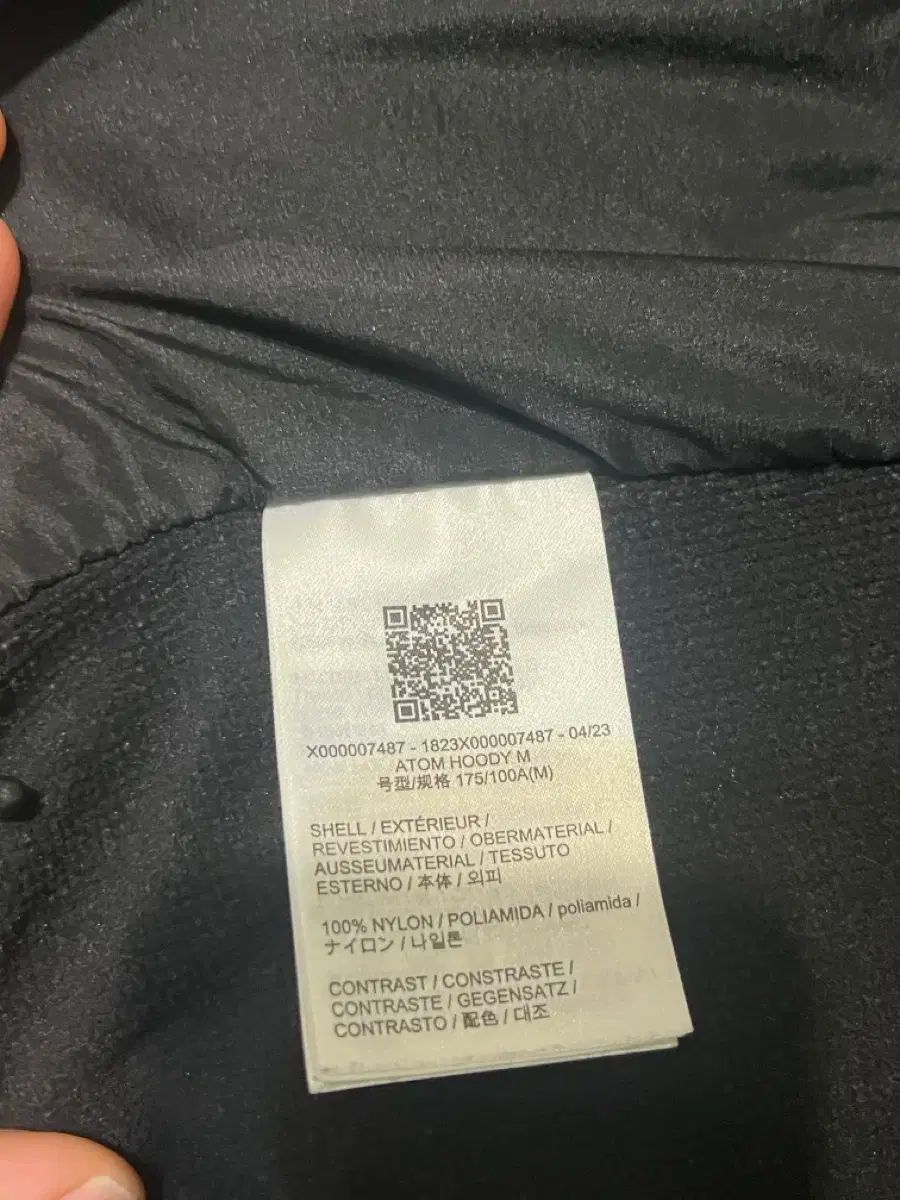 X000007487 - 1823X000007487 - 04/23
ATOM HOODY M
号型/规格 175/100A(M)
SHELL / EXTÉRIEUR /
REVESTIMIENTO / OBERMATERIAL /
AUSSEUMATERIAL / TESSUTO
ESTERNO / 本体 / 외피
100% NYLON / POLIAMIDA / poliamida /
ナイロン / 나일론
CONTRAST / CONSTRASTE /
CONTRASTE / GEGENSATZ /
CONTRASTO / 配色 / 대조